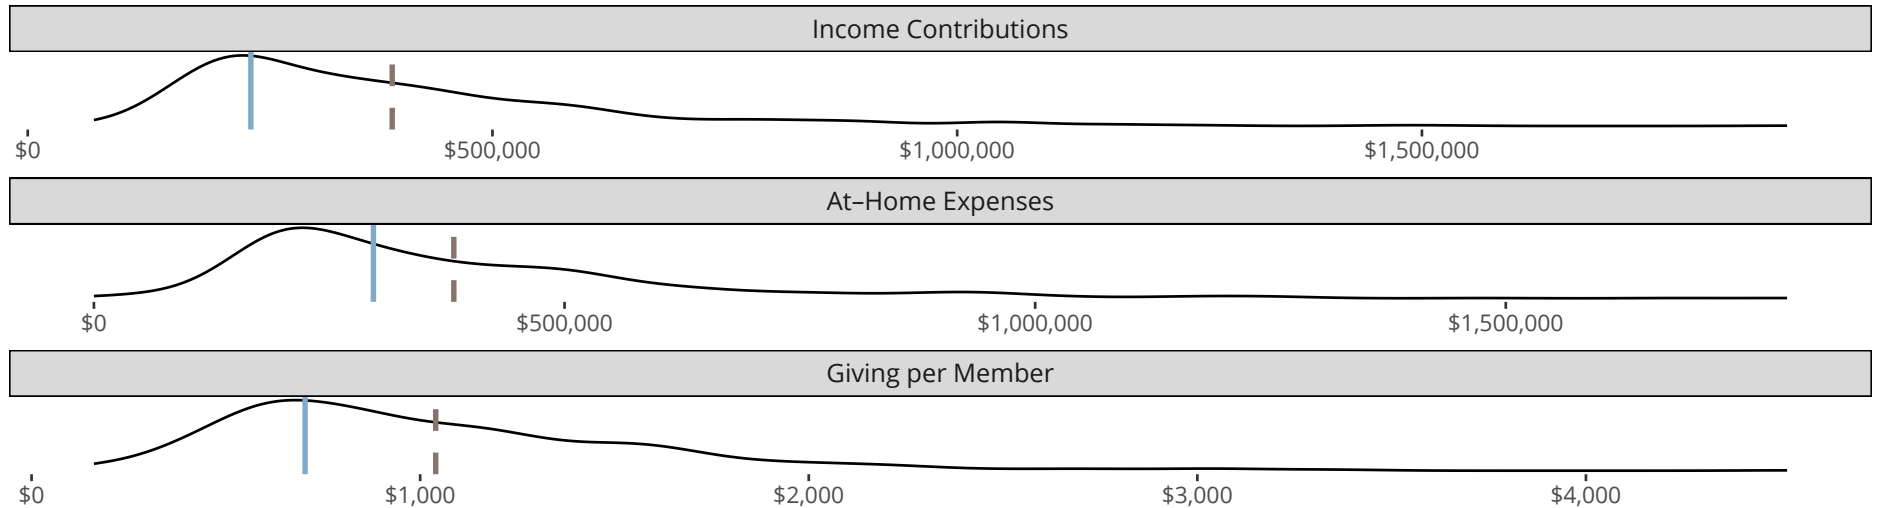 Income Contributions
$0 $500,000 $1,000,000 $1,500,000
At–Home Expenses
$0 $500,000 $1,000,000 $1,500,000
Giving per Member
$0 $1,000 $2,000 $3,000 $4,000